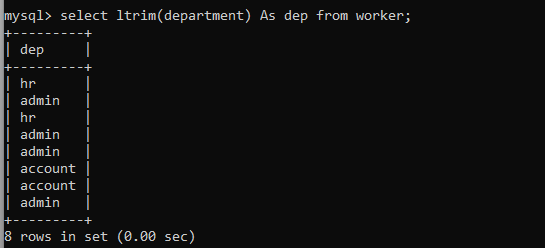 mysql> select ltrim(department) As dep from worker;
+---------+
| dep     |
+---------+
| hr      |
| admin   |
| hr      |
| admin   |
| admin   |
| account |
| account |
| admin   |
+---------+
8 rows in set (0.00 sec)